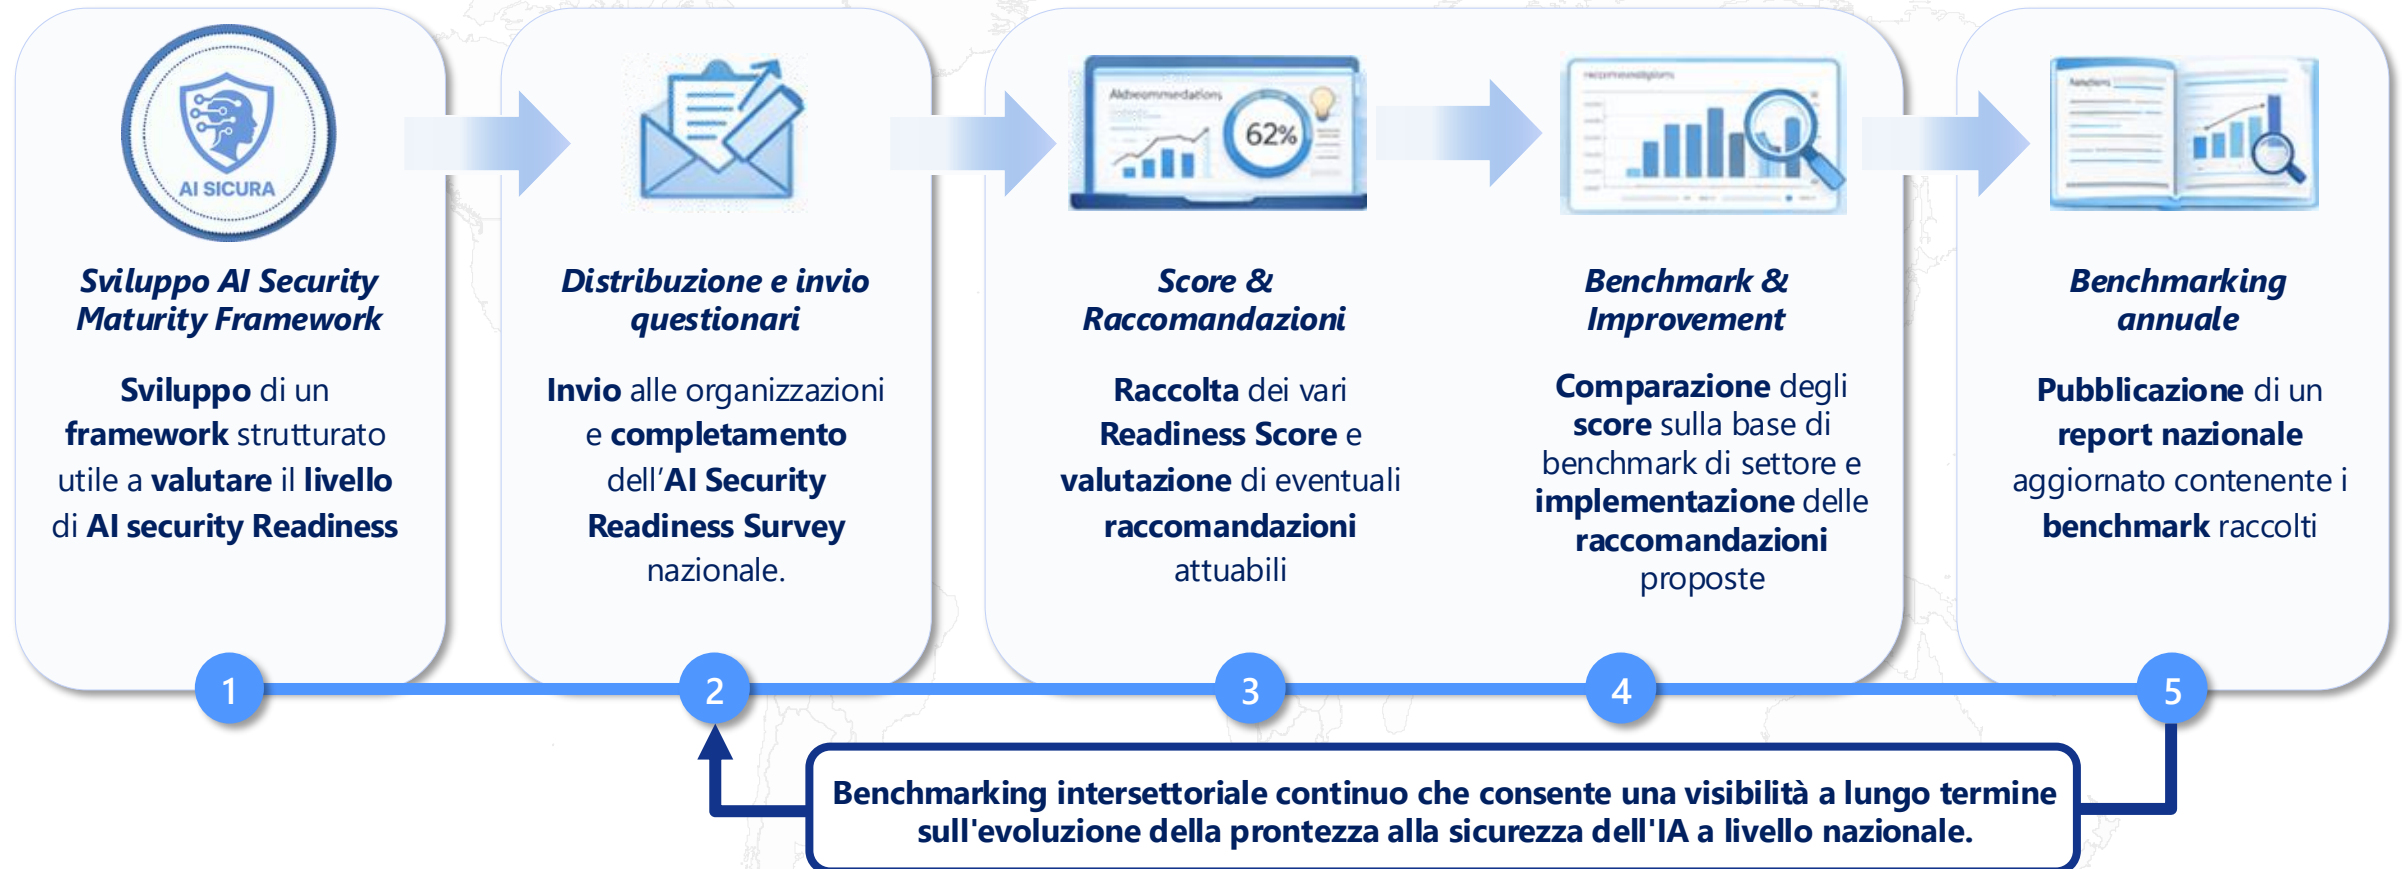 AI SICURA
Sviluppo AI Security
Maturity Framework
Sviluppo di un
framework strutturato
utile a valutare il livello
di AI security Readiness
1
Distribuzione e invio
questionari
Invio alle organizzazioni
e completamento
dell'AI Security
Readiness Survey
nazionale.
2
62%
Score &
Raccomandazioni
Raccolta dei vari
Readiness Score e
valutazione di eventuali
raccomandazioni
attuabili
3
Benchmark &
Improvement
Comparazione degli
score sulla base di
benchmark di settore e
implementazione delle
raccomandazioni
proposte
4
Benchmarking
annuale
Pubblicazione di un
report nazionale
aggiornato contenente i
benchmark raccolti
5
Benchmarking intersettoriale continuo che consente una visibilità a lungo termine
sull'evoluzione della prontezza alla sicurezza dell'IA a livello nazionale.